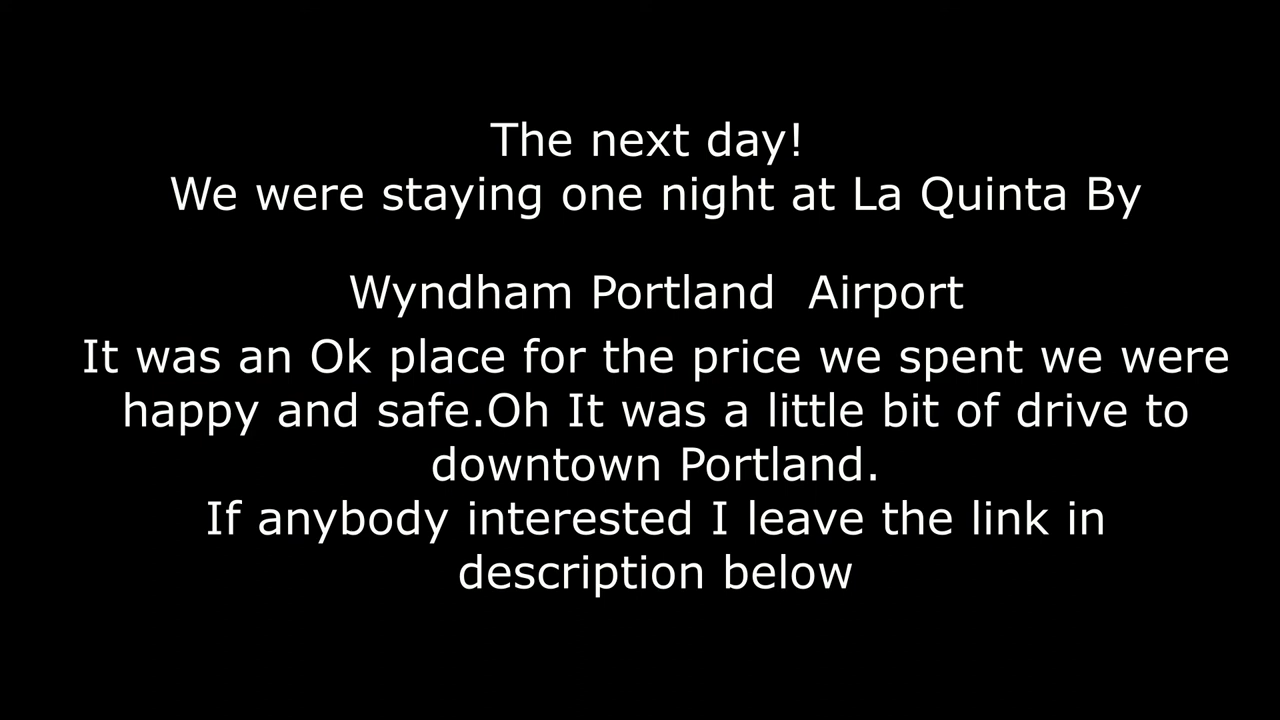 The next day!
We were staying one night at La Quinta By
Wyndham Portland  Airport
It was an Ok place for the price we spent we were
happy and safe.Oh It was a little bit of drive to
downtown Portland.
If anybody interested I leave the link in
description below